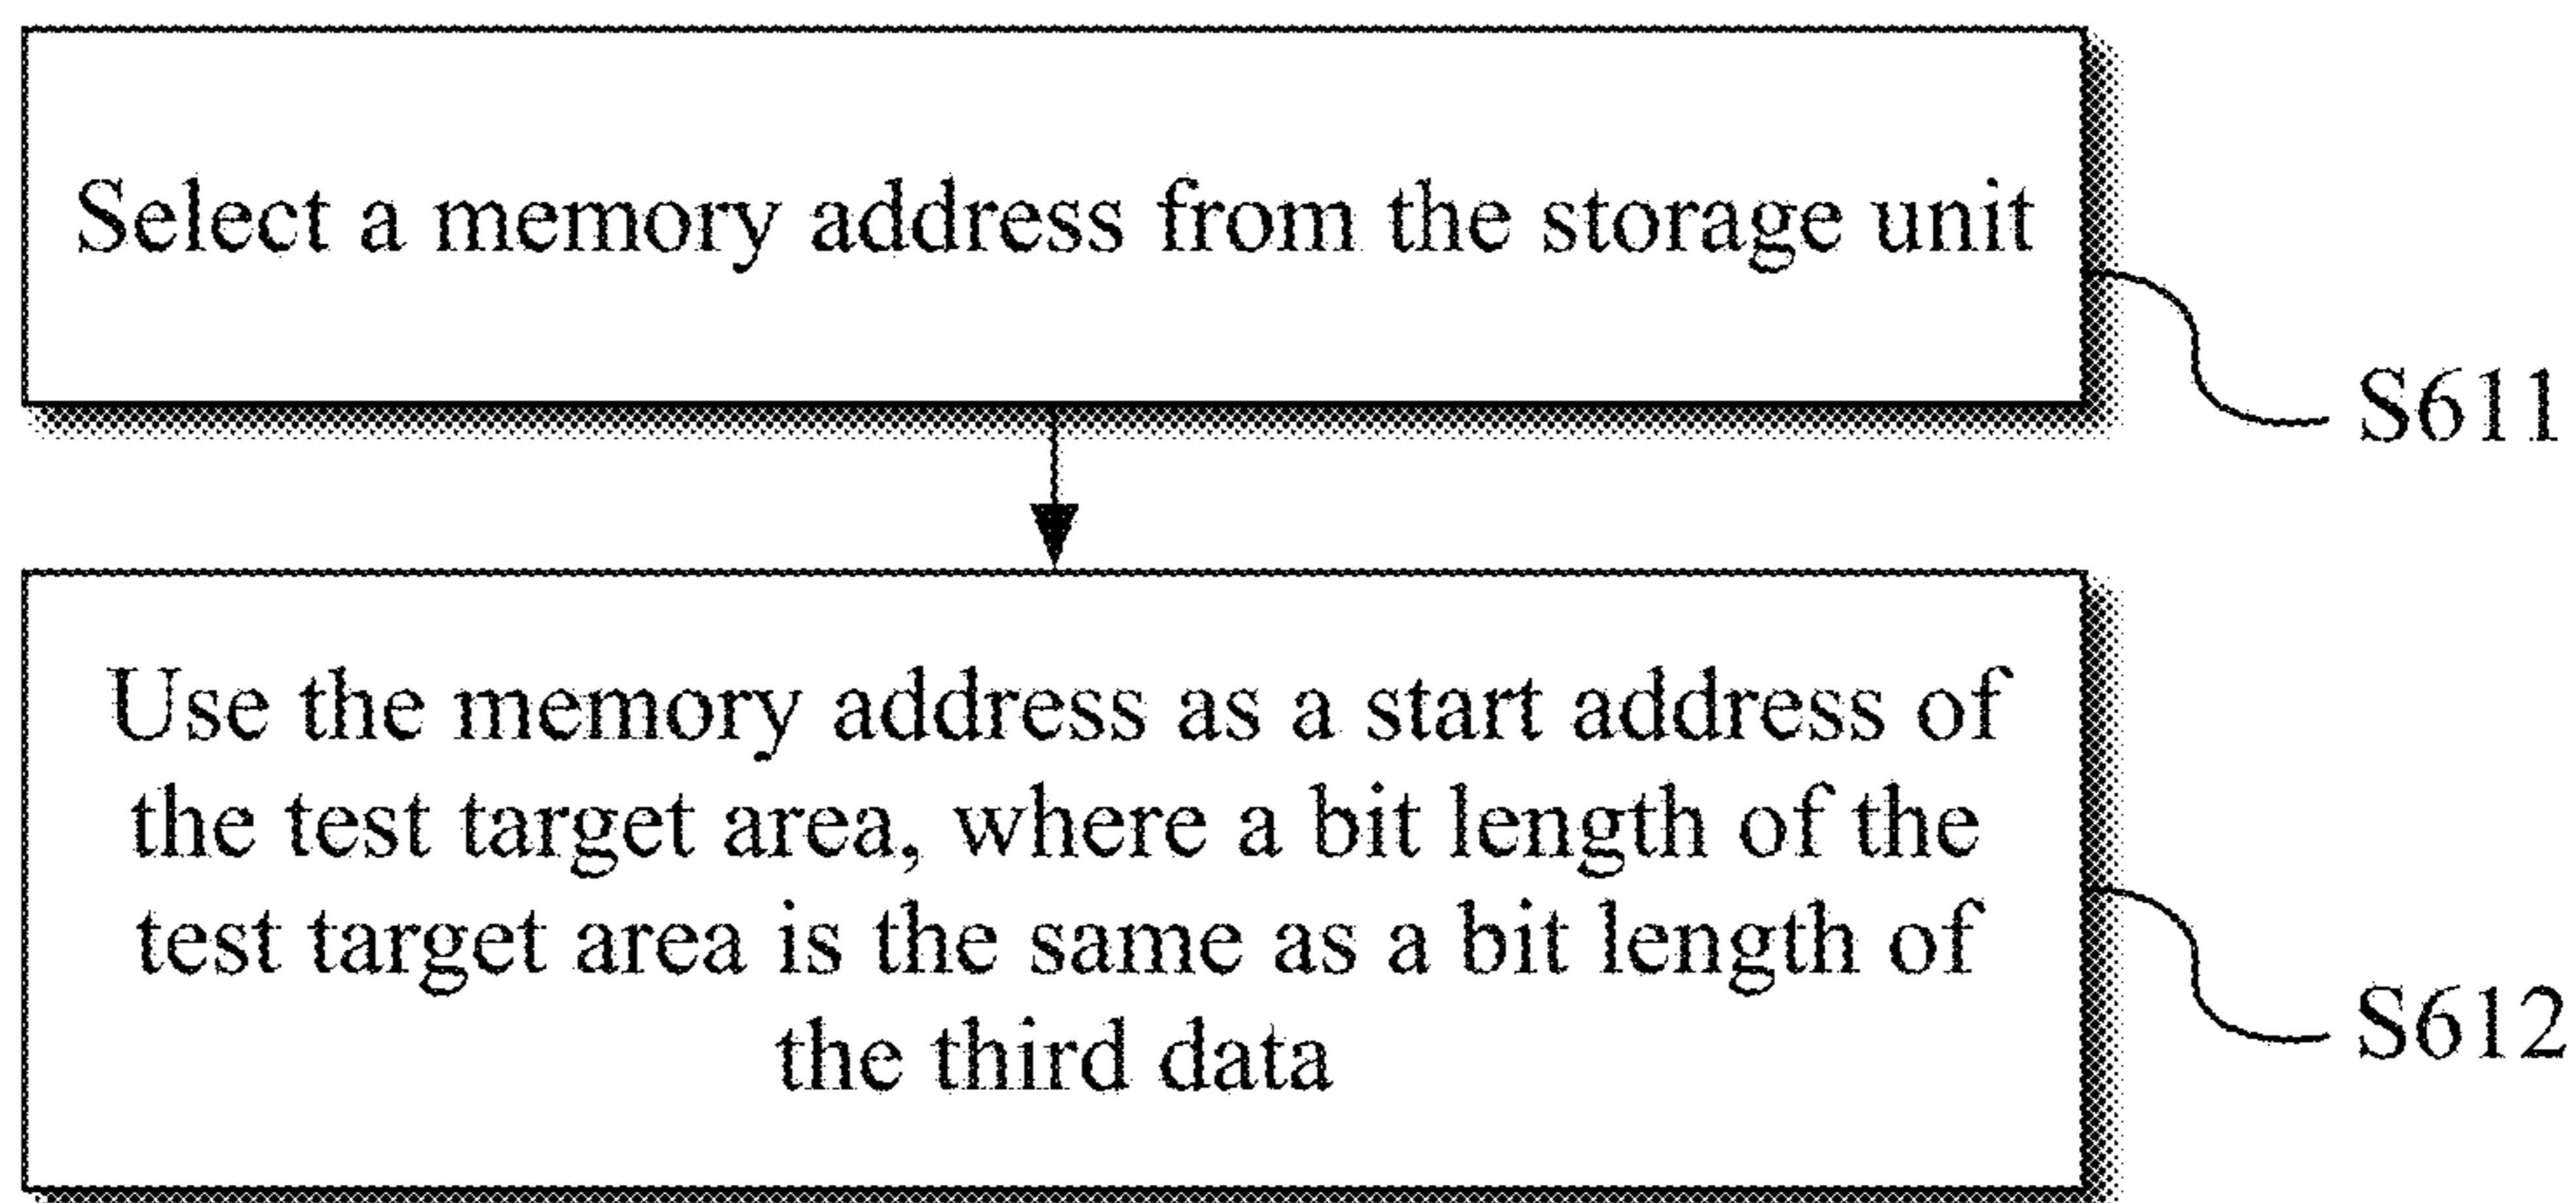 Select a memory address from the storage unit
S611
Use the memory address as a start address of
the test target area, where a bit length of the
test target area is the same as a bit length of
the third data
S612